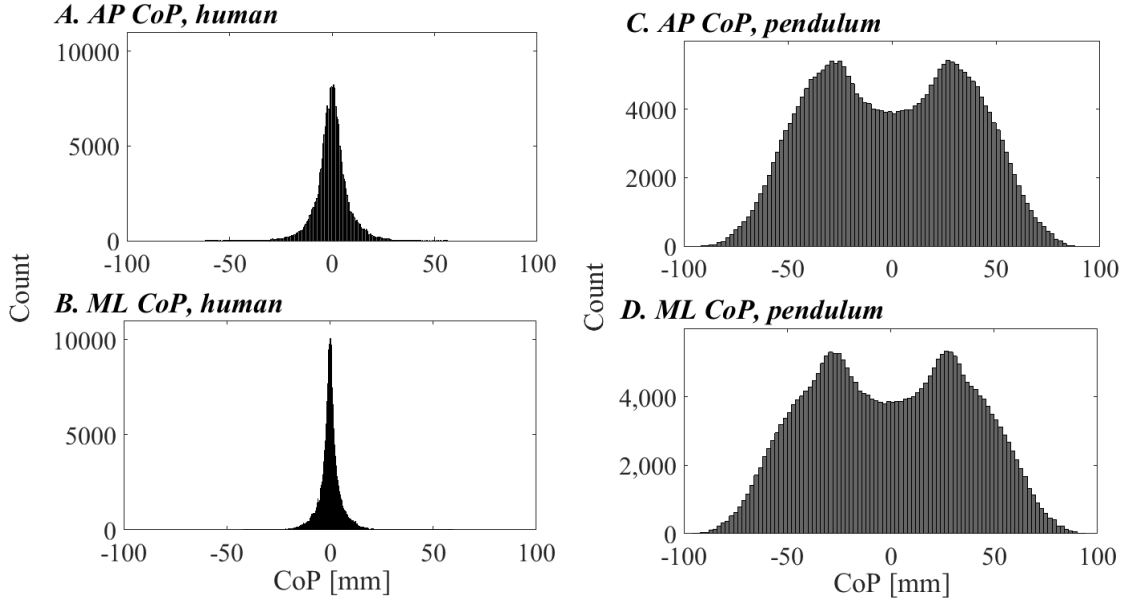 A. AP CoP, human
10000
5000
0
-100 -50 0 50 100
B. ML CoP, human
10000
5000
0
-100 -50 0 50 100
CoP [mm]
Count
C. AP CoP, pendulum
4000
2000
0
-100 -50 0 50 100
D. ML CoP, pendulum
4,000
2,000
0
-100 -50 0 50 100
CoP [mm]
Count